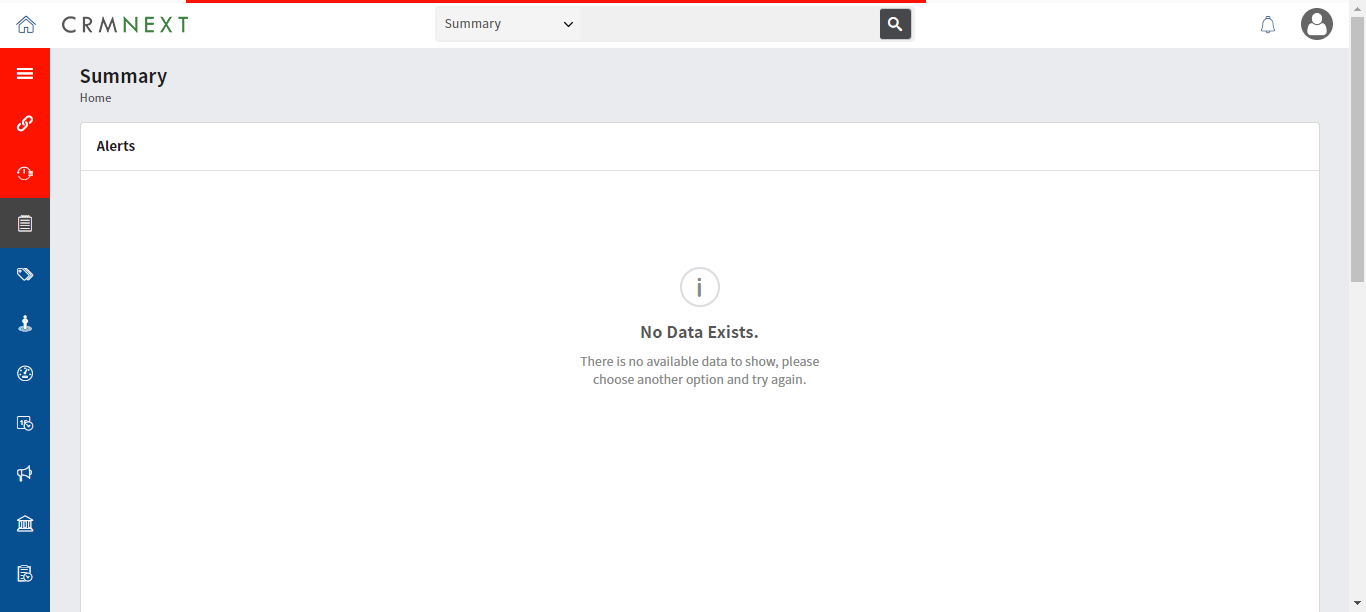 CRMNEXT
Summary
Summary
Home
Alerts
No Data Exists.
There is no available data to show, please
choose another option and try again.